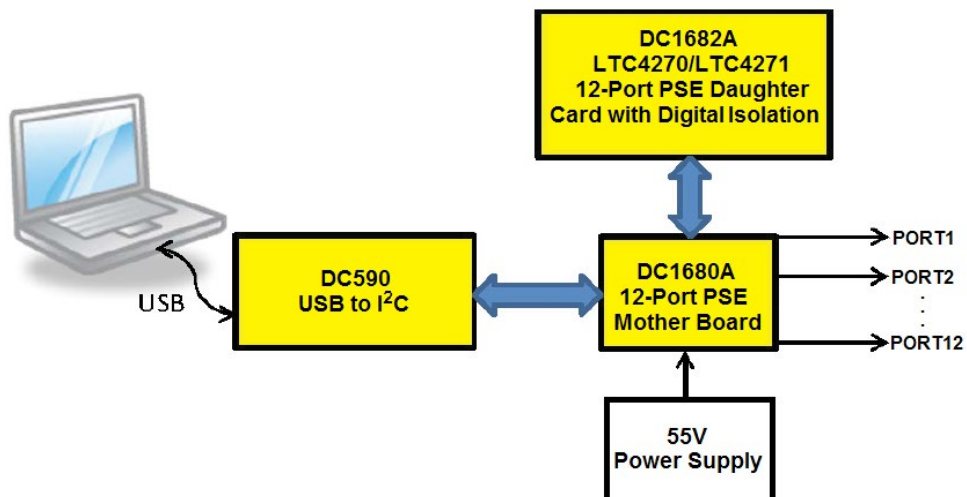 DC1682A
LTC4270/LTC4271
12-Port PSE Daughter
Card with Digital Isolation
USB
DC590
USB to I²C
DC1680A
12-Port PSE
Mother Board
PORT1
PORT2
PORT12
55V
Power Supply